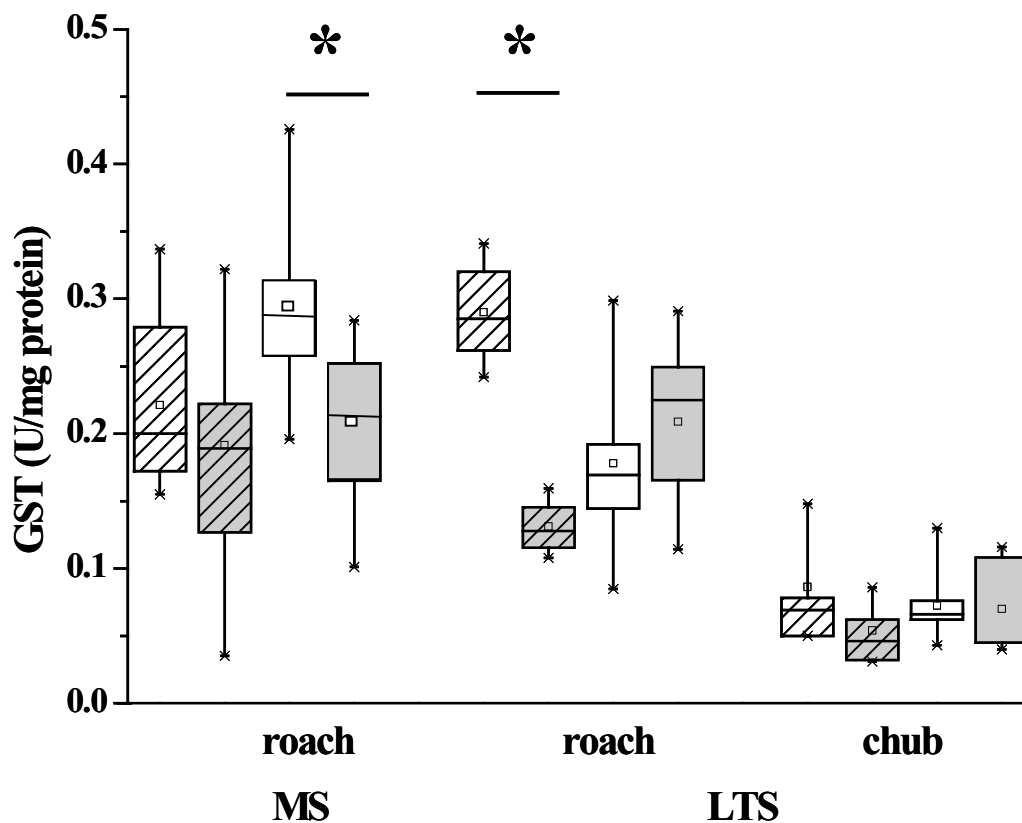 *
*
0.5
0.4
0.3
0.2
0.1
0.0
GST (U/mg protein)
roach
roach
chub
MS
LTS